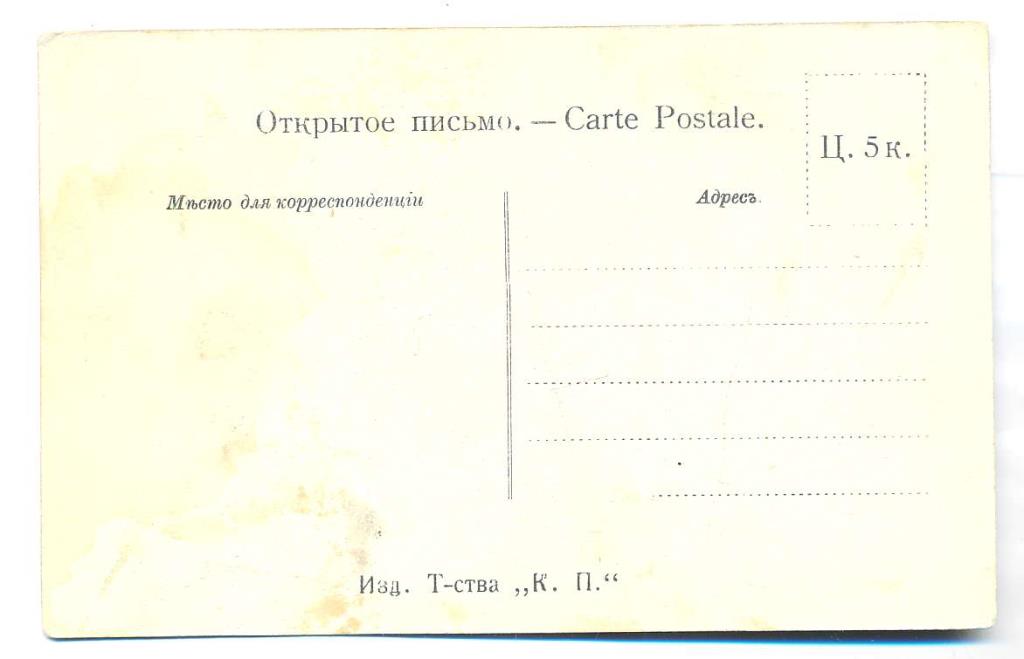 Открытое письмо. — Carte Postale.
Ц. 5 к.
Мѣсто для корреспонденціи
Адресъ.
Изд. Т-ства „К. П.“